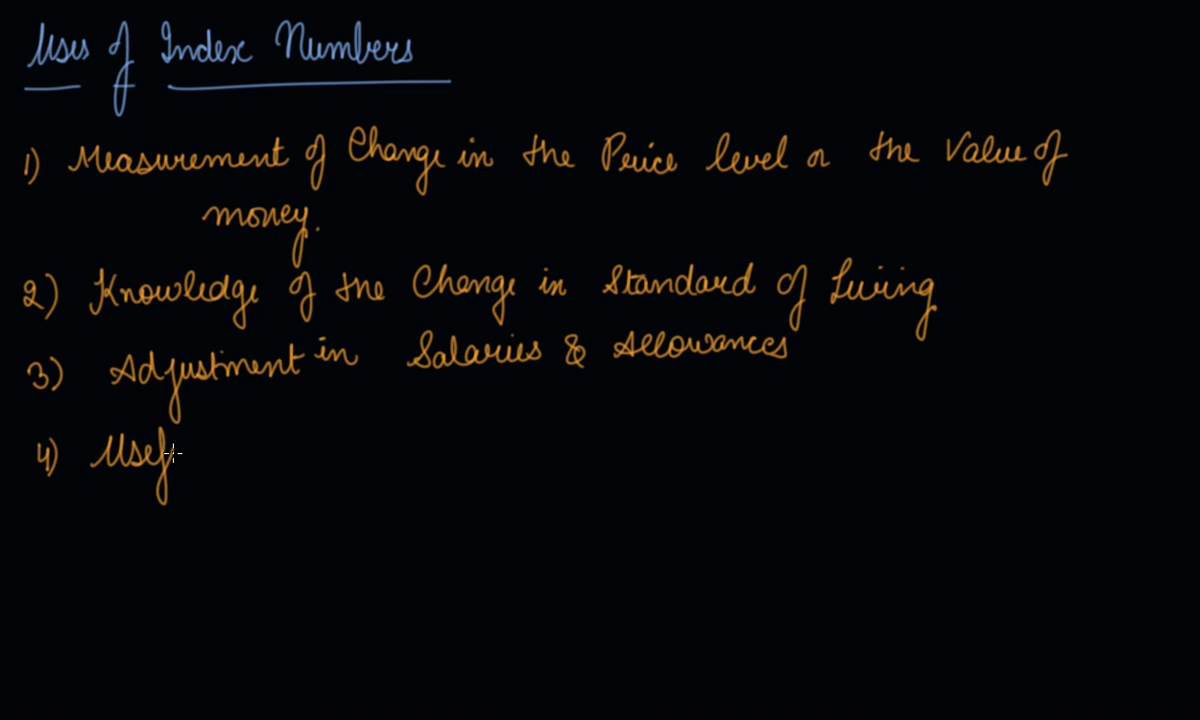 Uses of Index Numbers
1) Measurement of Change in the Price level or the Value of
money.
2) Knowledge of the Change in Standard of Living
3) Adjustment in Salaries & Allowances
4) Usef